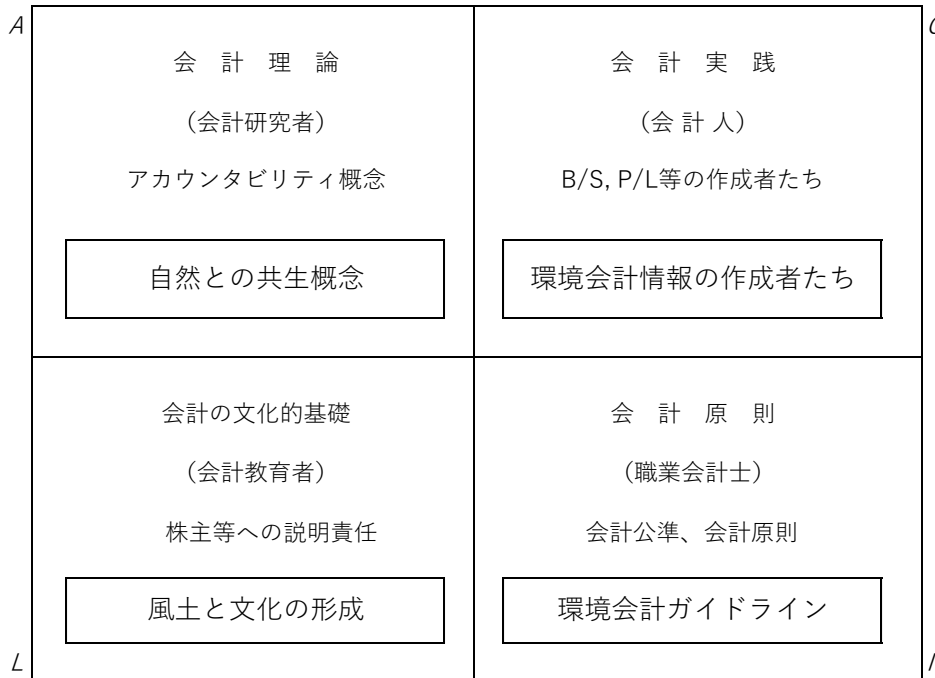 A
会 計 理 論
（会計研究者）
アカウンタビリティ概念
自然との共生概念
会 計 実 践
（会 計 人）
B/S, P/L等の作成者たち
環境会計情報の作成者たち
会計の文化的基礎
（会計教育者）
株主等への説明責任
風土と文化の形成
L
会 計 原 則
（職業会計士）
会計公準、会計原則
環境会計ガイドライン